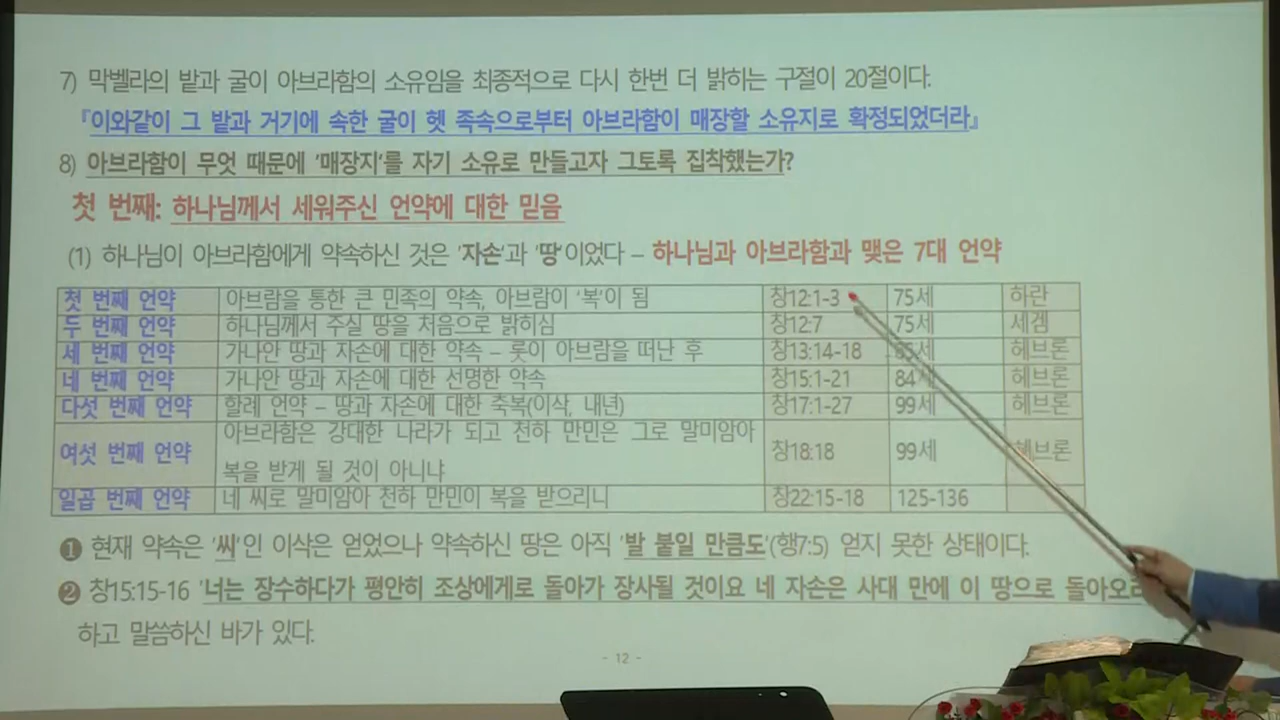 7) 막벨라의 밭과 굴이 아브라함의 소유임을 최종적으로 다시 한번 더 밝히는 구절이 20절이다.
『이와같이 그 밭과 거기에 속한 굴이 헷 족속으로부터 아브라함이 매장할 소유지로 확정되었더라』
8) 아브라함이 무엇 때문에 '매장지'를 자기 소유로 만들고자 그토록 집착했는가?
첫 번째: 하나님께서 세워주신 언약에 대한 믿음
(1) 하나님이 아브라함에게 약속하신 것은 '자손'과 '땅'이었다 – 하나님과 아브라함과 맺은 7대 언약
첫 번째 언약 아브람을 통한 큰 민족의 약속, 아브람이 '복'이 됨 창12:1-3 75세 하란
두 번째 언약 하나님께서 주실 땅을 처음으로 밝히심 창12:7 75세 세겜
세 번째 언약 가나안 땅과 자손에 대한 약속 – 롯이 아브람을 떠난 후 창13:14-18 헤브론
네 번째 언약 가나안 땅과 자손에 대한 선명한 약속 창15:1-21 84세 헤브론
다섯 번째 언약 할례 언약 – 땅과 자손에 대한 축복(이삭, 내년) 창17:1-27 99세 헤브론
여섯 번째 언약 아브라함은 강대한 나라가 되고 천하 만민은 그로 말미암아 창18:18 99세 헤브론
복을 받게 될 것이 아니냐
일곱 번째 언약 네 씨로 말미암아 천하 만민이 복을 받으리니 창22:15-18 125-136
❶ 현재 약속은 '씨'인 이삭은 얻었으나 약속하신 땅은 아직 '발 붙일 만큼도'(행7:5) 얻지 못한 상태이다.
❷ 창15:15-16 '너는 장수하다가 평안히 조상에게로 돌아가 장사될 것이요 네 자손은 사대 만에 이 땅으로
하고 말씀하신 바가 있다.
- 12 -